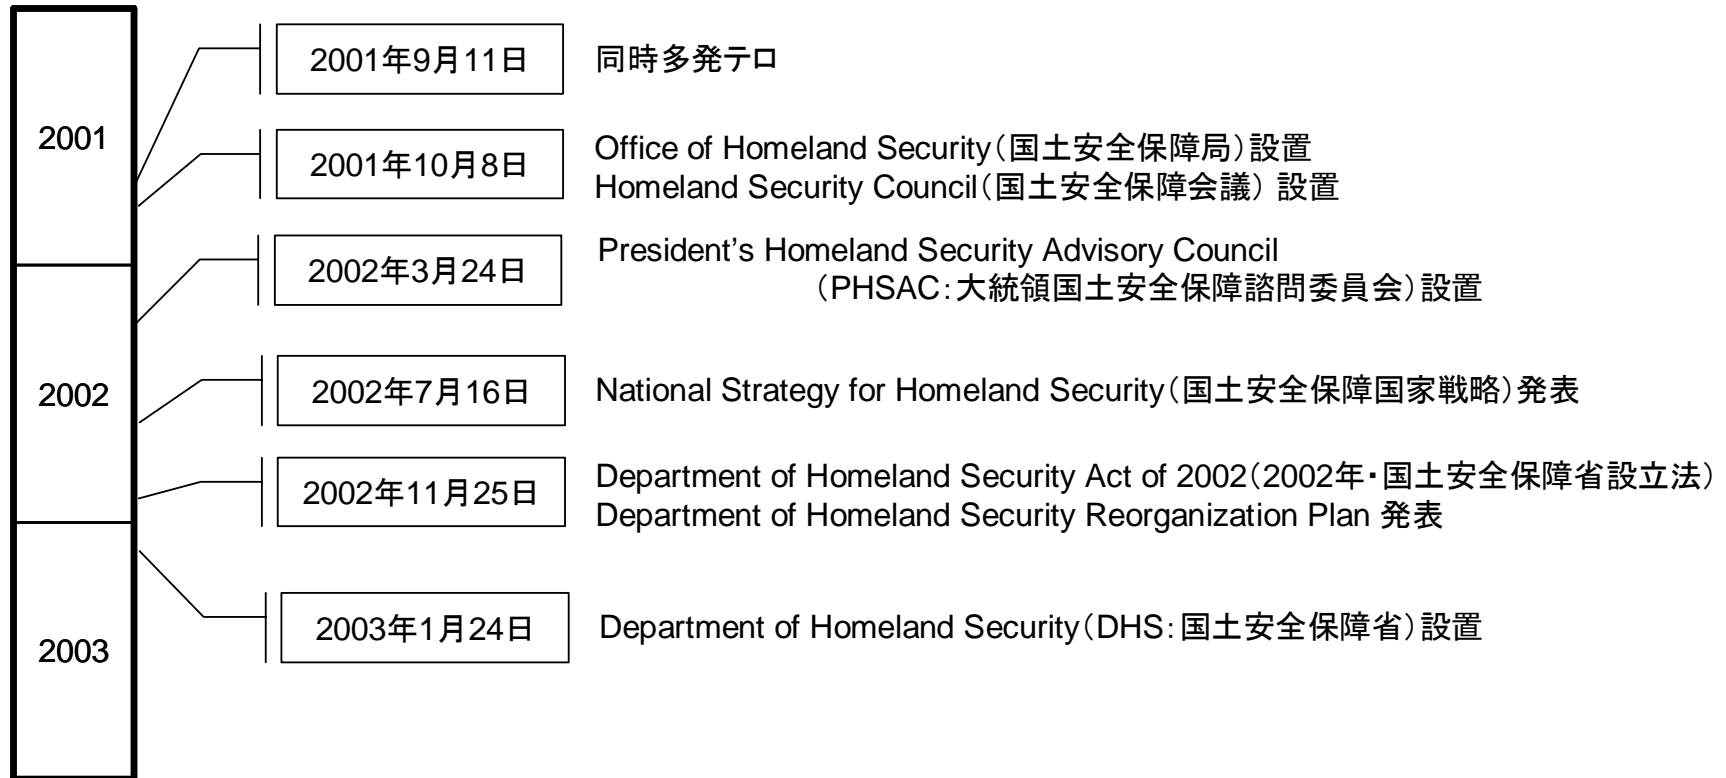 2001
2001年9月11日
同時多発テロ
2001年10月8日
Office of Homeland Security（国土安全保障局）設置
Homeland Security Council（国土安全保障会議） 設置
2002年3月24日
President’s Homeland Security Advisory Council
（PHSAC：大統領国土安全保障諮問委員会）設置
2002
2002年7月16日
National Strategy for Homeland Security（国土安全保障国家戦略）発表
2002年11月25日
Department of Homeland Security Act of 2002（2002年・国土安全保障省設立法）
Department of Homeland Security Reorganization Plan 発表
2003
2003年1月24日
Department of Homeland Security（DHS：国土安全保障省）設置